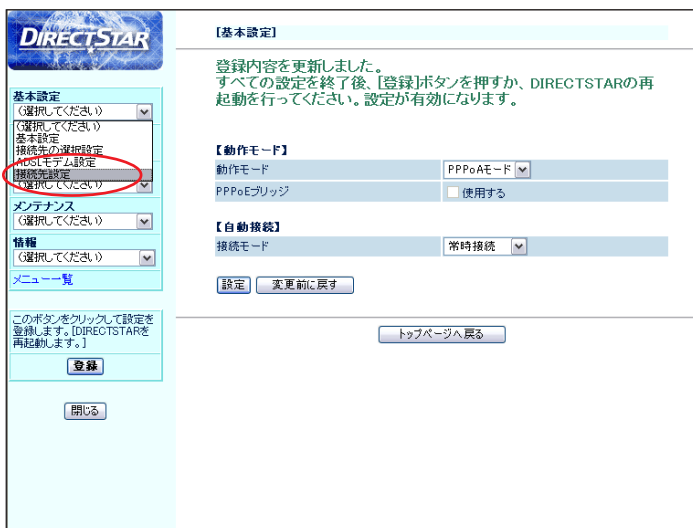 DIRECTSTAR
基本設定
(選択してください)
(選択してください)
基本設定
接続先の選択設定
ADSLモデム設定
接続先設定
(選択してください)
メンテナンス
(選択してください)
情報
(選択してください)
メニュー一覧
このボタンをクリックして設定を
登録します。[DIRECTSTARを
再起動します。]
登録
閉じる
[基本設定]
登録内容を更新しました。
すべての設定を終了後、[登録]ボタンを押すか、DIRECTSTARの再
起動を行ってください。設定が有効になります。
【動作モード】
動作モード PPPoAモード
PPPoEブリッジ 使用する
【自動接続】
接続モード 常時接続
設定 変更前に戻す
トップページへ戻る